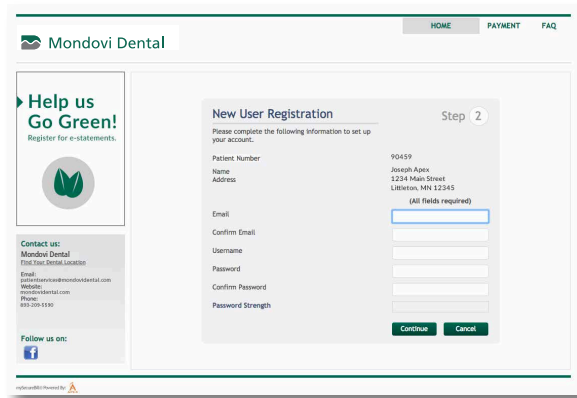 HOME PAYMENT FAQ
Mondovi Dental
Help us
Go Green!
Register for e-statements.
New User Registration
Step 2
Please complete the following information to set up
your account.
Patient Number 90459
Name Joseph Apex
Address 1234 Main Street
Littleton, MN 12345
(All fields required)
Email
Confirm Email
Username
Password
Confirm Password
Password Strength
Continue Cancel
Contact us:
Mondovi Dental
Find Your Dental Location
Email:
patientservices@mondovidental.com
Website:
mondovidental.com
Phone:
Follow us on:
f
Powered By: